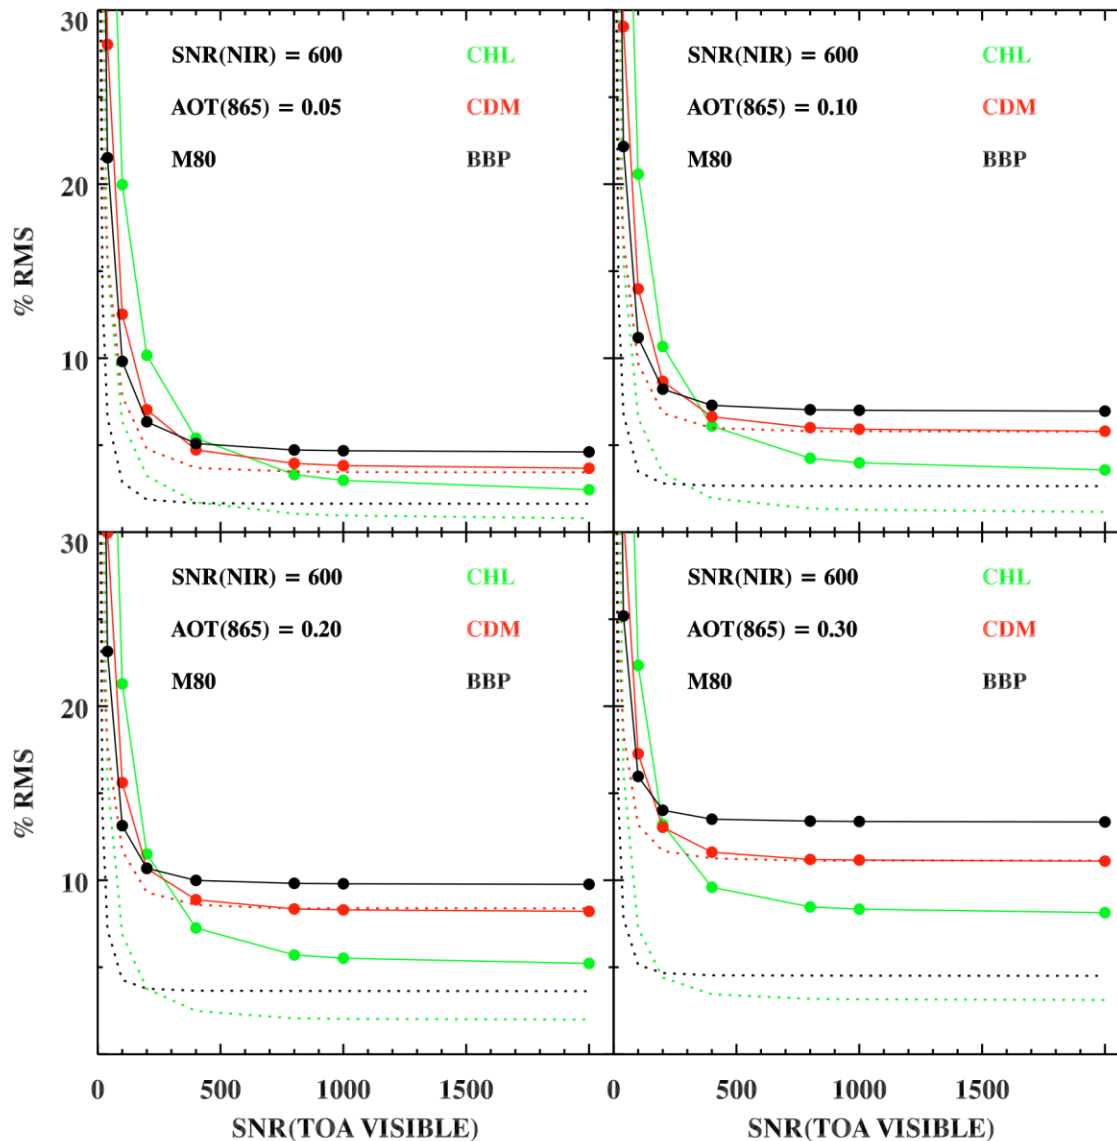 30
SNR(NIR) = 600 CHL
SNR(NIR) = 600 CHL
AOT(865) = 0.05 CDM
AOT(865) = 0.10 CDM
M80 BBP
M80 BBP
20
% RMS
10
30
SNR(NIR) = 600 CHL
SNR(NIR) = 600 CHL
AOT(865) = 0.20 CDM
AOT(865) = 0.30 CDM
M80 BBP
M80 BBP
20
% RMS
10
0 500 1000 1500
0 500 1000 1500
SNR(TOA VISIBLE)
SNR(TOA VISIBLE)